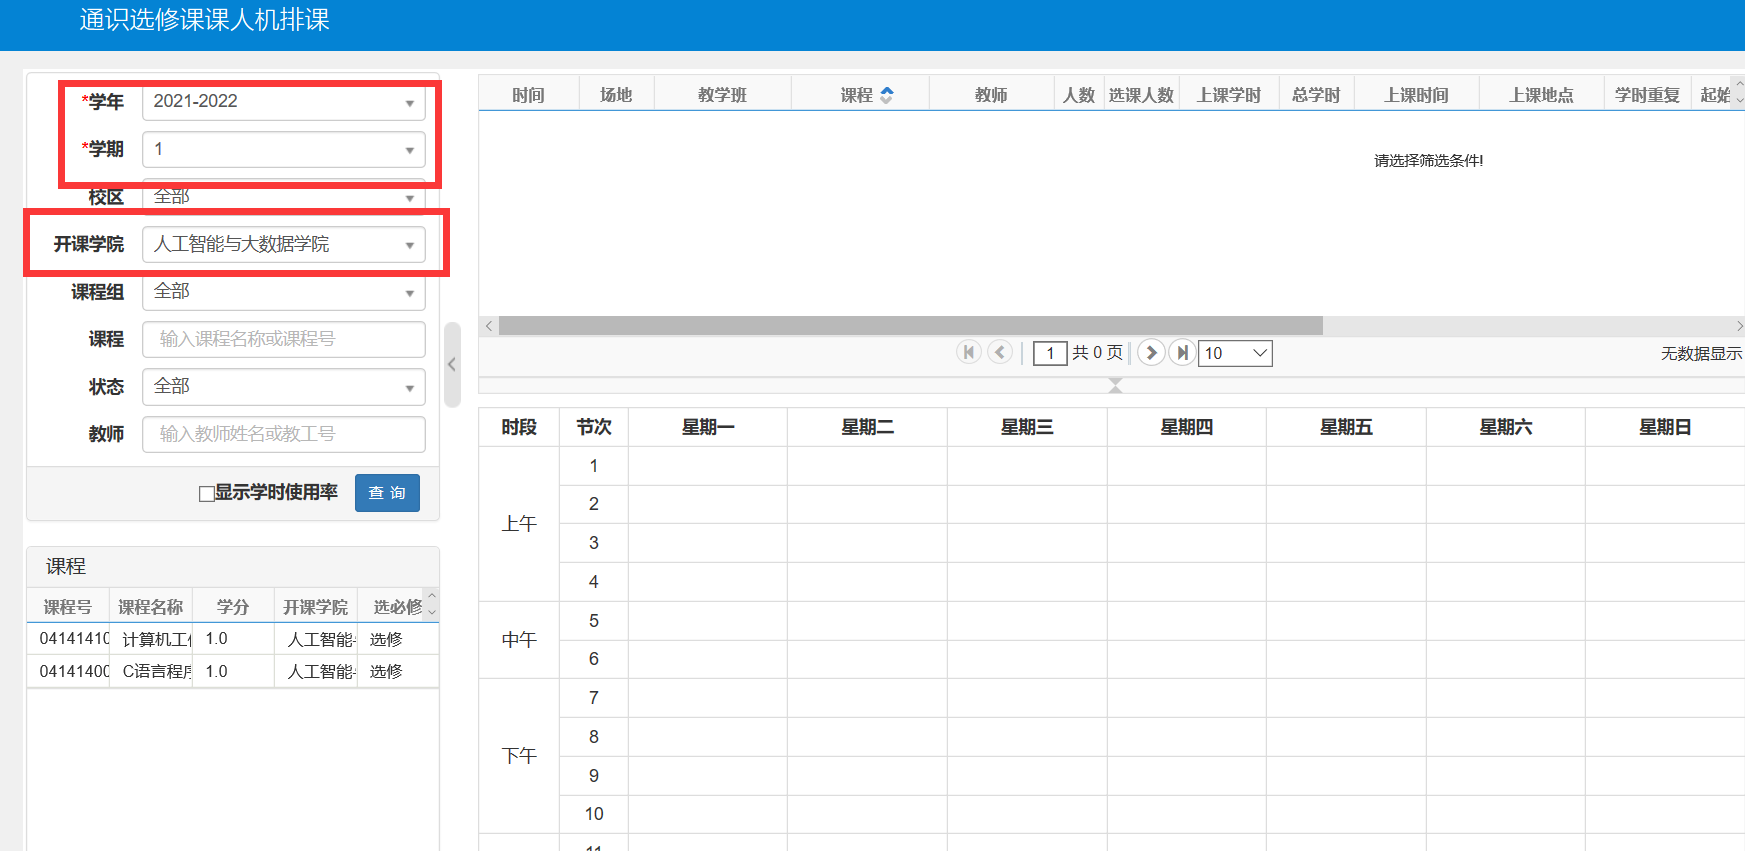 通识选修课课人机排课
*学年 2021-2022
*学期 1
校区 全部
开课学院 人工智能与大数据学院
课程组 全部
课程 输入课程名称或课程号
状态 全部
教师 输入教师姓名或教工号
显示学时使用率 查 询
课程
课程号 课程名称 学分 开课学院 选必修
04141410 计算机工 1.0 人工智能 选修
04141400 C语言程序 1.0 人工智能 选修
时间 场地 教学班 课程 教师 人数 选课人数 上课学时 总学时 上课时间 上课地点 学时重复 起始
请选择筛选条件!
1 共 0 页 10 无数据显示
时段 节次 星期一 星期二 星期三 星期四 星期五 星期六 星期日
上午 1
2
3
4
中午 5
6
下午 7
8
9
10
11